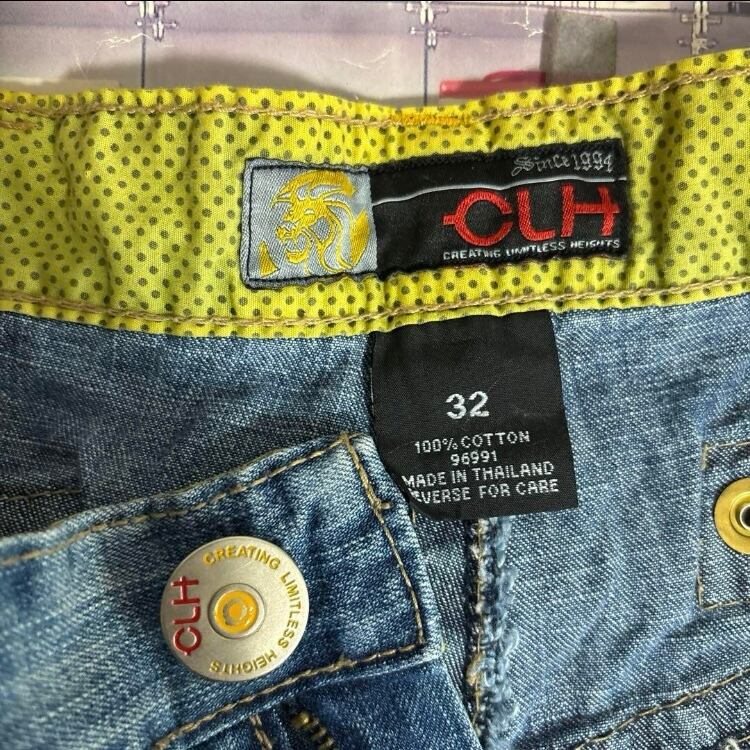 Since 1994
CLH
CREATING LIMITLESS HEIGHTS
32
100% COTTON
96991
MADE IN THAILAND
EVERSE FOR CARE
CLH
CREATING LIMITLESS HEIGHTS